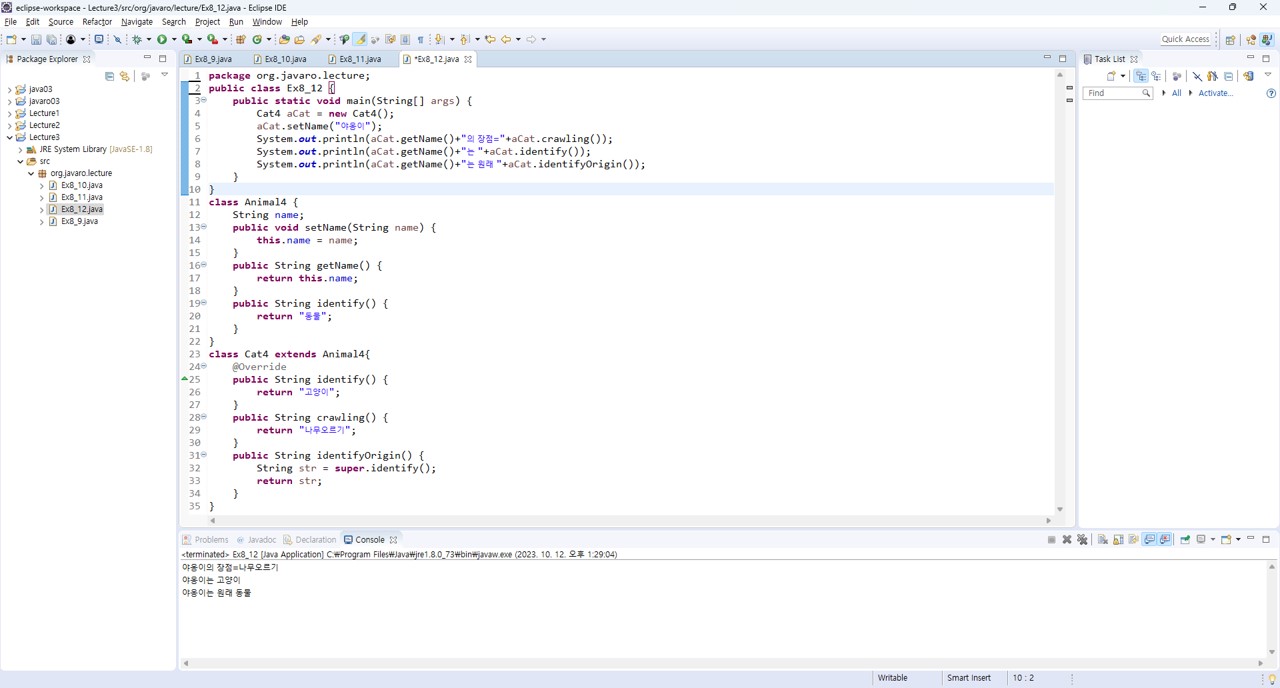 eclipse-workspace - Lecture3/src/org/javaro/lecture/Ex8_12.java - Eclipse IDE
File Edit Source Refactor Navigate Search Project Run Window Help
Quick Access
Package Explorer
java03
javaro03
Lecture1
Lecture2
Lecture3
JRE System Library [JavaSE-1.8]
src
org.javaro.lecture
Ex8_10.java
Ex8_11.java
Ex8_12.java
Ex8_9.java
Ex8_9.java Ex8_10.java Ex8_11.java *Ex8_12.java
1 package org.javaro.lecture;
2 public class Ex8_12 {
3 public static void main(String[] args) {
4 Cat4 aCat = new Cat4();
5 aCat.setName("야옹이");
6 System.out.println(aCat.getName()+"의 장점="+aCat.crawling());
7 System.out.println(aCat.getName()+"는 "+aCat.identify());
8 System.out.println(aCat.getName()+"는 원래 "+aCat.identifyOrigin());
9 }
10 }
11 class Animal4 {
12 String name;
13 public void setName(String name) {
14 this.name = name;
15 }
16 public String getName() {
17 return this.name;
18 }
19 public String identify() {
20 return "동물";
21 }
22 }
23 class Cat4 extends Animal4{
24 @Override
25 public String identify() {
26 return "고양이";
27 }
28 public String crawling() {
29 return "나무오르기";
30 }
31 public String identifyOrigin() {
32 String str = super.identify();
33 return str;
34 }
35 }
Task List
Find All Activate...
Problems Javadoc Declaration Console
<terminated> Ex8_12 [Java Application] C:₩Program Files₩Java₩jre1.8.0_73₩bin₩javaw.exe (2023. 10. 12. 오후 1:29:04)
야옹이의 장점=나무오르기
야옹이는 고양이
야옹이는 원래 동물
Writable Smart Insert 10 : 2